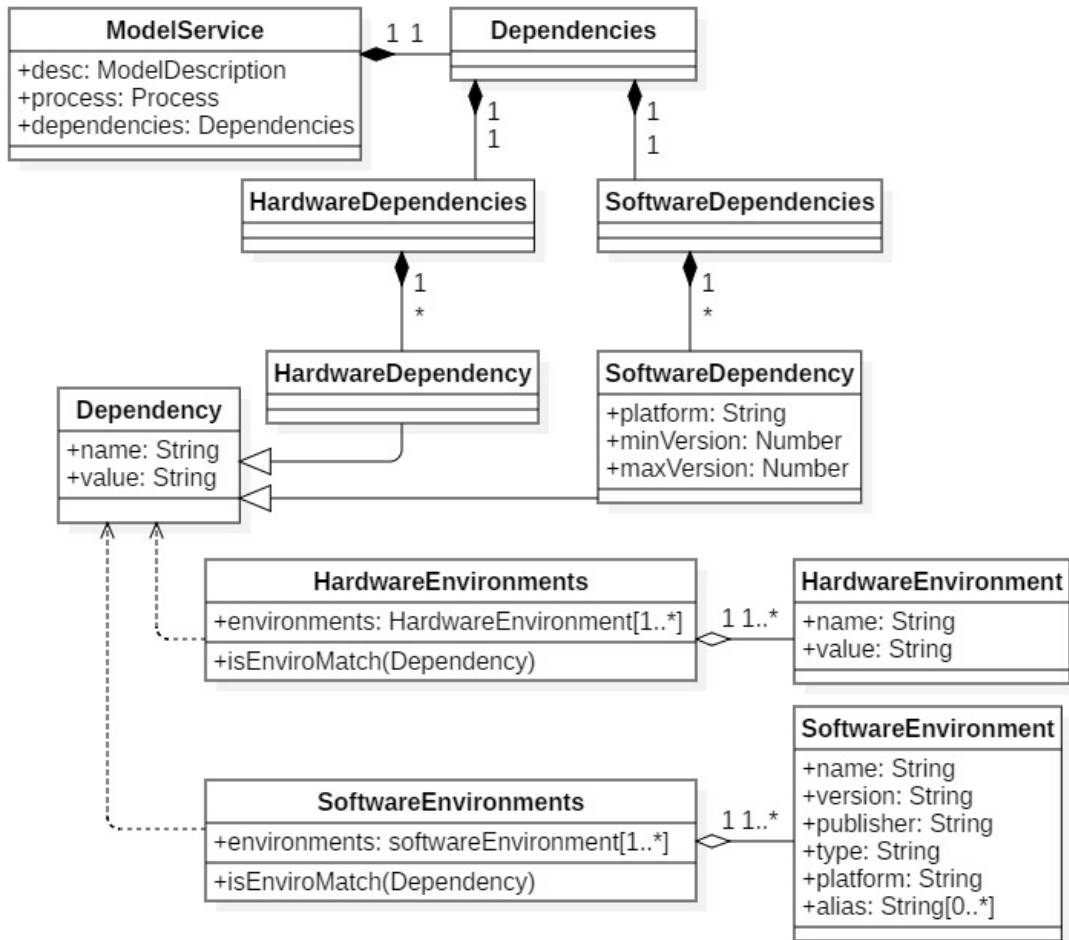 ModelService
+desc: ModelDescription
+process: Process
+dependencies: Dependencies
1 1
Dependencies
1
1
1
1
HardwareDependencies
SoftwareDependencies
1
*
1
*
HardwareDependency
SoftwareDependency
+platform: String
+minVersion: Number
+maxVersion: Number
Dependency
+name: String
+value: String
HardwareEnvironments
+environments: HardwareEnvironment[1..*]
+isEnviroMatch(Dependency)
1 1..*
HardwareEnvironment
+name: String
+value: String
SoftwareEnvironments
+environments: softwareEnvironment[1..*]
+isEnviroMatch(Dependency)
1 1..*
SoftwareEnvironment
+name: String
+version: String
+publisher: String
+type: String
+platform: String
+alias: String[0..*]